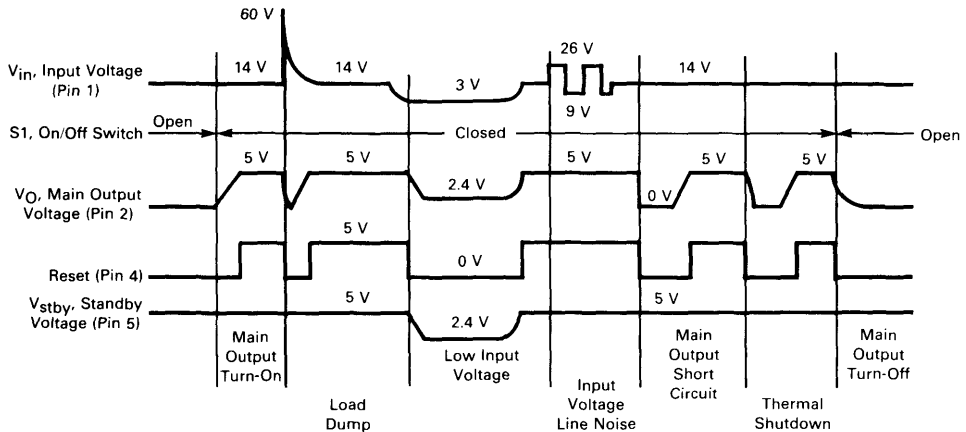 60 V
Vin, Input Voltage
(Pin 1)
14 V
14 V
3 V
26 V
9 V
14 V
S1, On/Off Switch
Open
Closed
Open
VO, Main Output
Voltage (Pin 2)
5 V
5 V
2.4 V
5 V
0 V
5 V
5 V
Reset (Pin 4)
5 V
0 V
Vstby, Standby
Voltage (Pin 5)
5 V
2.4 V
5 V
Main
Output
Turn-On
Load
Dump
Low Input
Voltage
Input
Voltage
Line Noise
Main
Output
Short
Circuit
Thermal
Shutdown
Main
Output
Turn-Off